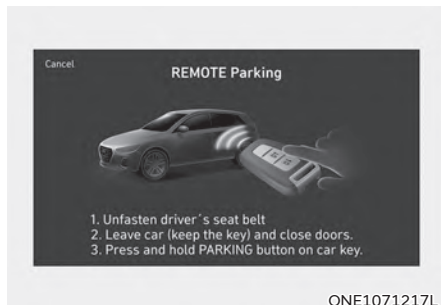 Cancel
REMOTE Parking
1. Unfasten driver´s seat belt
2. Leave car (keep the key) and close doors.
3. Press and hold PARKING button on car key.
ONE1071217L